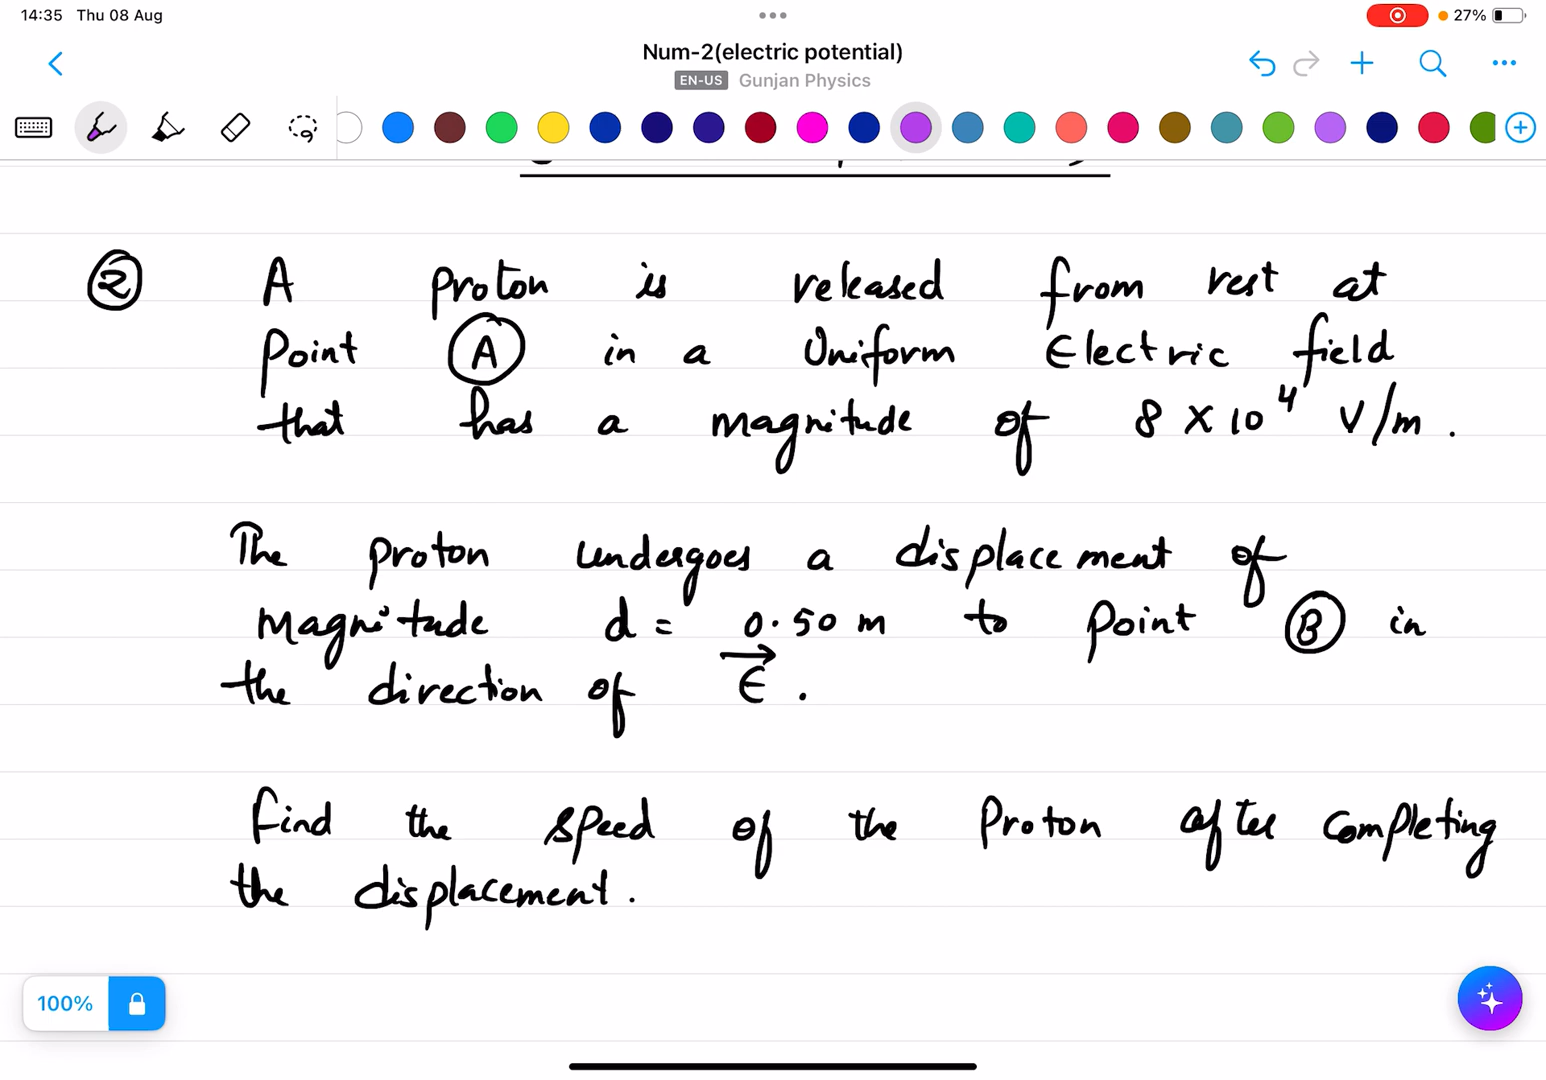 14:35 Thu 08 Aug
27%
Num-2(electric potential)
EN-US Gunjan Physics
② A proton is released from rest at
Point Ⓐ in a Uniform Electric field
that has a magnitude of 8 × 10⁴ V/m .
The proton undergoes a displacement of
Magnitude d = 0.50 m to Point Ⓑ in
the direction of E⃗ .
Find the speed of the Proton after completing
the displacement.
100%